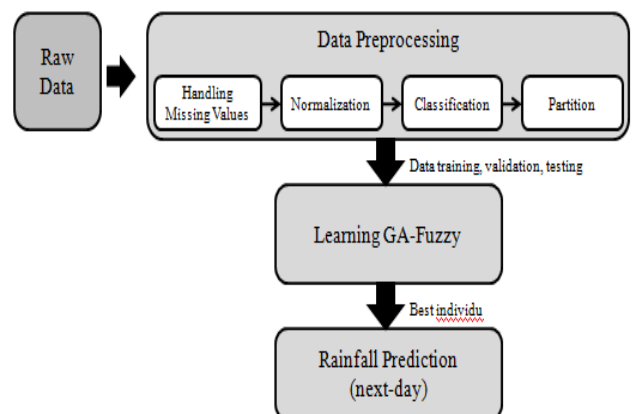 Raw
Data
Data Preprocessing
Handling
Missing Values
Normalization
Classification
Partition
Data training, validation, testing
Learning GA-Fuzzy
Best individu
Rainfall Prediction
(next-day)